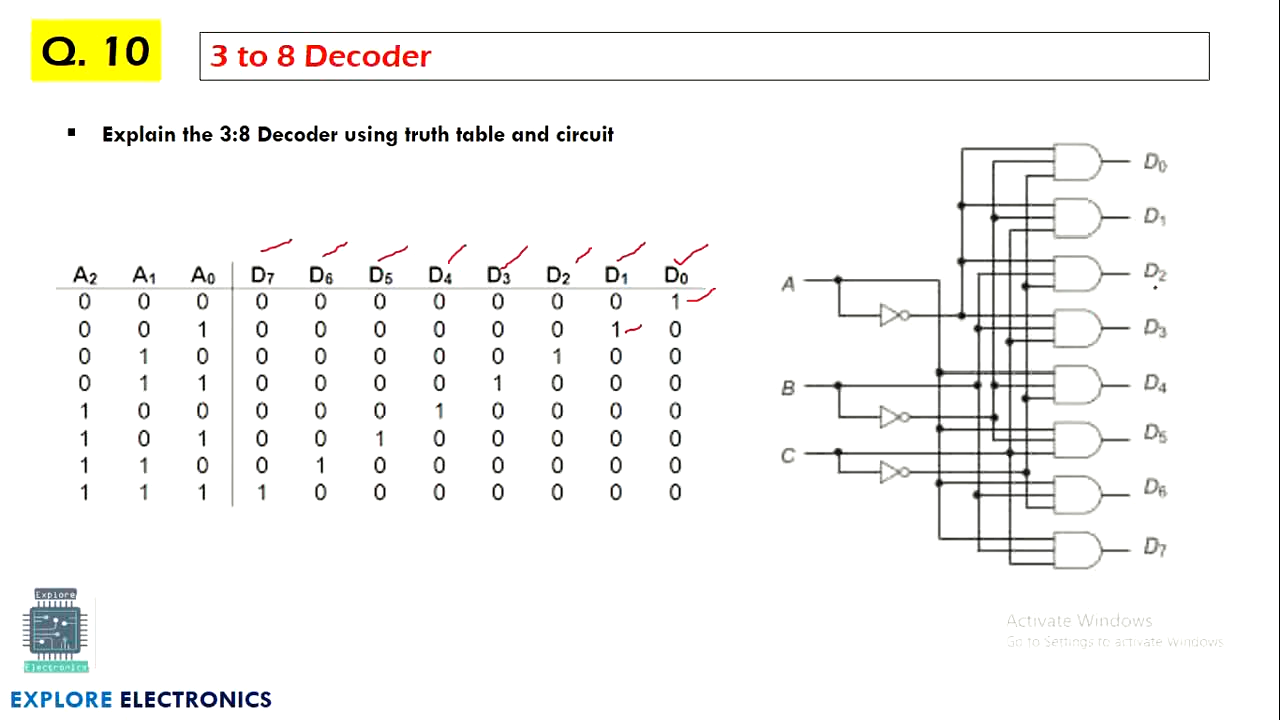 Q. 10
3 to 8 Decoder
▪ Explain the 3:8 Decoder using truth table and circuit
A₂ A₁ A₀ D₇ D₆ D₅ D₄ D₃ D₂ D₁ D₀
0 0 0 0 0 0 0 0 0 0 1
0 0 1 0 0 0 0 0 0 1 0
0 1 0 0 0 0 0 0 1 0 0
0 1 1 0 0 0 0 1 0 0 0
1 0 0 0 0 0 1 0 0 0 0
1 0 1 0 0 1 0 0 0 0 0
1 1 0 0 1 0 0 0 0 0 0
1 1 1 1 0 0 0 0 0 0 0
A
B
C
D₀
D₁
D₂
D₃
D₄
D₅
D₆
D₇
Explore
Electronics
EXPLORE ELECTRONICS
Activate Windows
Go to Settings to activate Windows